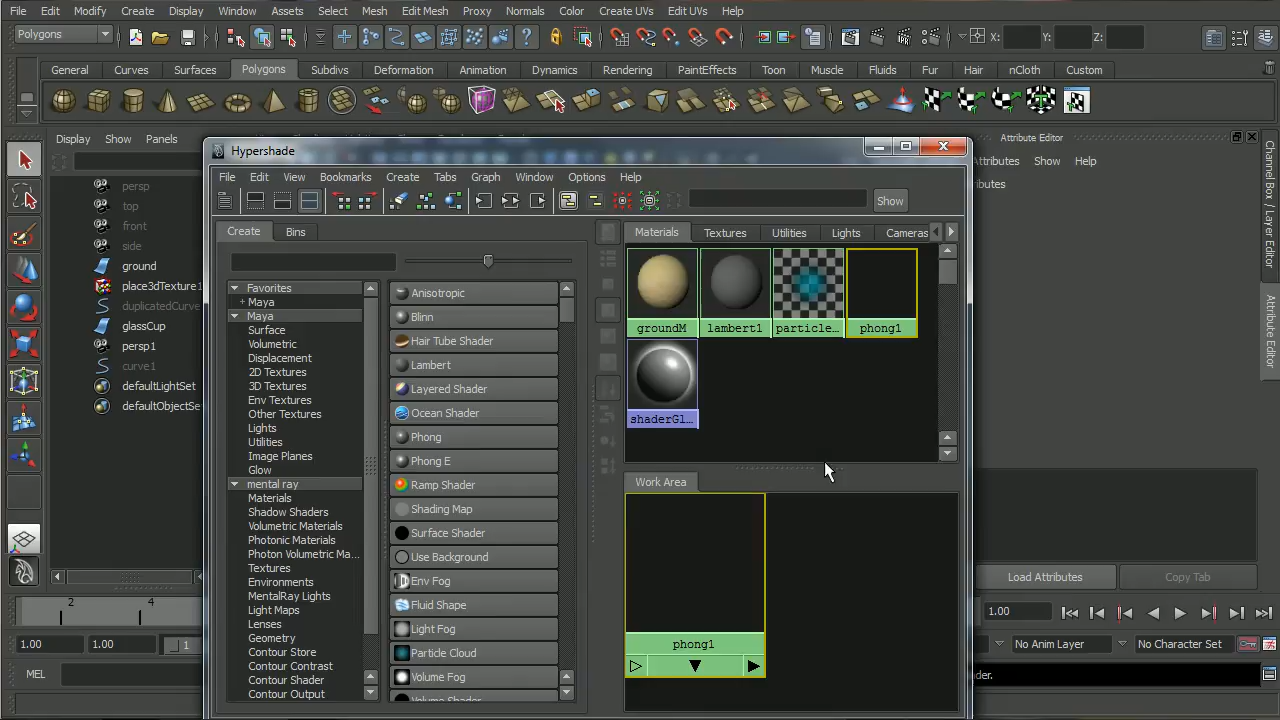 File Edit Modify Create Display Window Assets Select Mesh Edit Mesh Proxy Normals Color Create UVs Edit UVs Help
Polygons X: Y: Z:
General Curves Surfaces Polygons Subdivs Deformation Animation Dynamics Rendering PaintEffects Toon Muscle Fluids Fur Hair nCloth Custom
Display Show Panels
persp
top
front
side
ground
place3dTexture1
duplicatedCurve
glassCup
persp1
curve1
defaultLightSet
defaultObjectSe
Hypershade
File Edit View Bookmarks Create Tabs Graph Window Options Help
Show
Create Bins
Favorites
+ Maya
Maya
Surface
Volumetric
Displacement
2D Textures
3D Textures
Env Textures
Other Textures
Lights
Utilities
Image Planes
Glow
mental ray
Materials
Shadow Shaders
Volumetric Materials
Photonic Materials
Photon Volumetric Ma...
Textures
Environments
MentalRay Lights
Light Maps
Lenses
Geometry
Contour Store
Contour Contrast
Contour Shader
Contour Output
Anisotropic
Blinn
Hair Tube Shader
Lambert
Layered Shader
Ocean Shader
Phong
Phong E
Ramp Shader
Shading Map
Surface Shader
Use Background
Env Fog
Fluid Shape
Light Fog
Particle Cloud
Volume Fog
Volume Shader
Materials Textures Utilities Lights Cameras
groundM lambert1 particle... phong1
shaderGl...
Work Area
phong1
Attribute Editor
Attributes Show Help
ributes
Load Attributes Copy Tab
Channel Box / Layer Editor
Attribute Editor
2 4
1.00
1.00 1.00 1
No Anim Layer No Character Set
MEL
der.